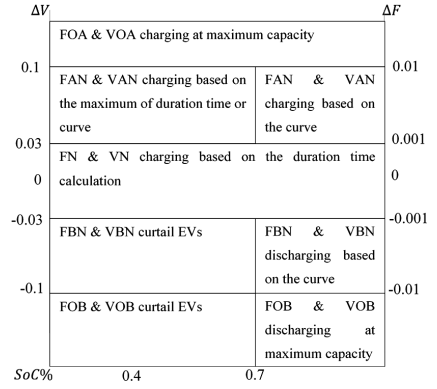 ΔV ΔF
FOA & VOA charging at maximum capacity
0.1 0.01
FAN & VAN charging based on
the maximum of duration time or
curve
FAN & VAN
charging based on
the curve
0.03 0.001
FN & VN charging based on the duration time
calculation
0 0
-0.03 -0.001
FBN & VBN curtail EVs
FBN & VBN
discharging based
on the curve
-0.1 -0.01
FOB & VOB curtail EVs
FOB & VOB
discharging at
maximum capacity
SoC% 0.4 0.7